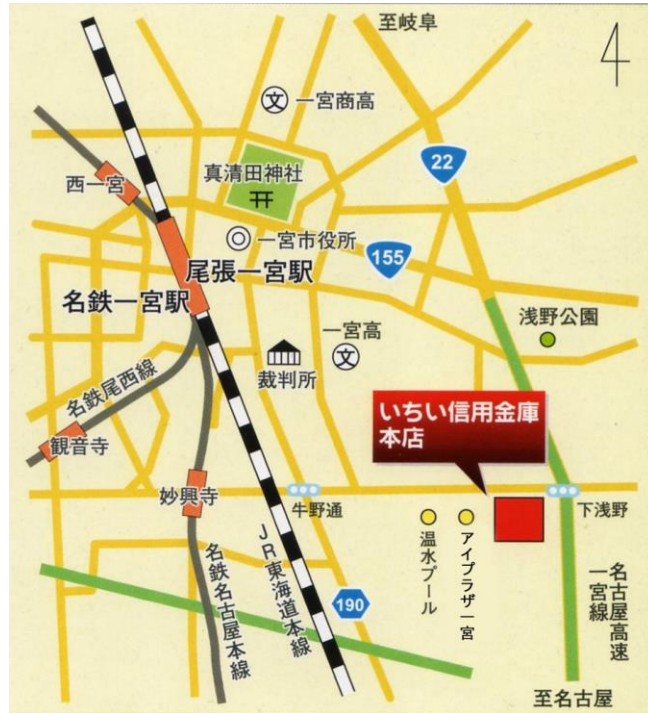 至岐阜
4
文 一宮商高
22
西一宮
真清田神社
一宮市役所
155
尾張一宮駅
名鉄一宮駅
浅野公園
一宮高
文
裁判所
名鉄尾西線
いちい信用金庫
本店
観音寺
妙興寺
牛野通
下浅野
温水プール
アイプラザ一宮
JR東海道本線
名鉄名古屋本線
190
名古屋高速
一宮線
至名古屋